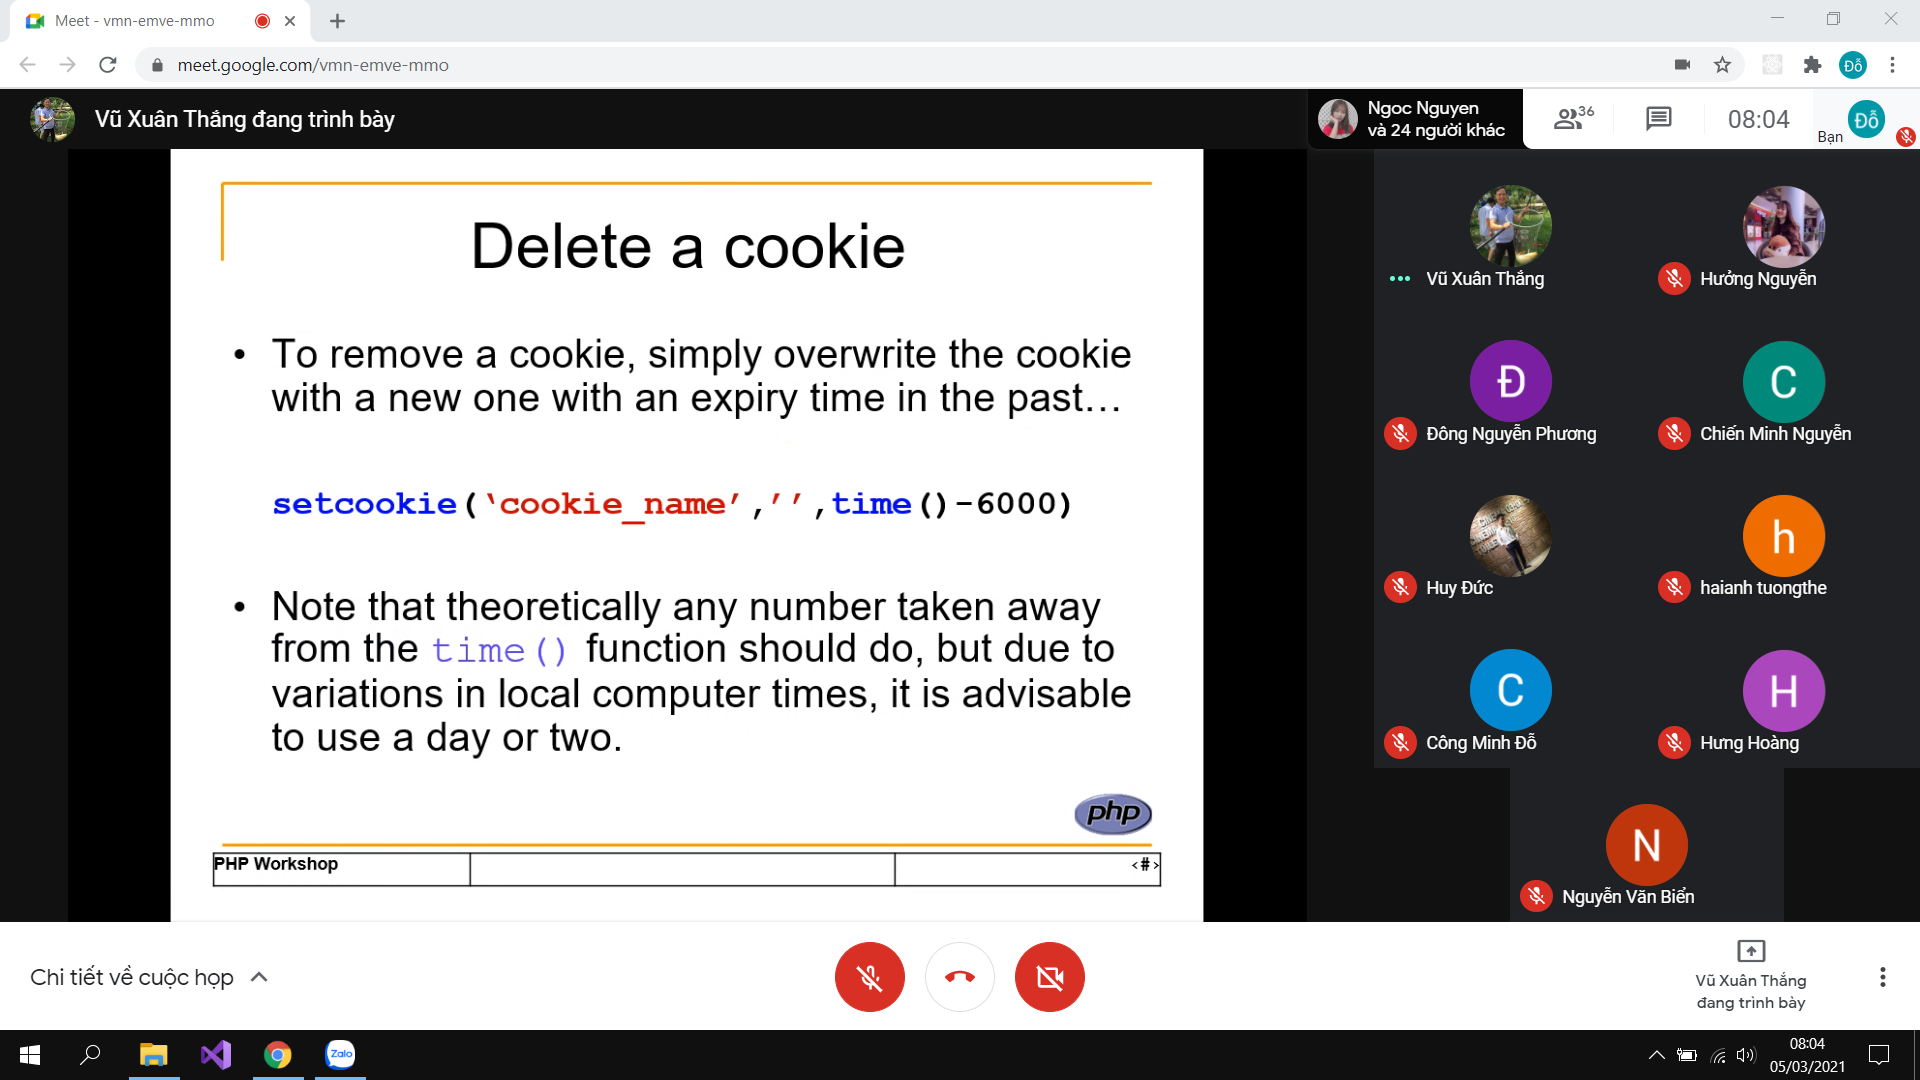 Meet - vmn-emve-mmo
meet.google.com/vmn-emve-mmo
Đỗ
Vũ Xuân Thắng đang trình bày
Ngoc Nguyen
và 24 người khác
36
08:04
Bạn
Đỗ
Delete a cookie
• To remove a cookie, simply overwrite the cookie
with a new one with an expiry time in the past…
setcookie(‘cookie_name’,’’,time()-6000)
• Note that theoretically any number taken away
from the time() function should do, but due to
variations in local computer times, it is advisable
to use a day or two.
php
PHP Workshop
<#>
Vũ Xuân Thắng
Hưởng Nguyễn
Đ
Đông Nguyễn Phương
C
Chiến Minh Nguyễn
Huy Đức
h
haianh tuongthe
C
Công Minh Đỗ
H
Hưng Hoàng
N
Nguyễn Văn Biển
Chi tiết về cuộc họp
Vũ Xuân Thắng
đang trình bày
Zalo
08:04
05/03/2021